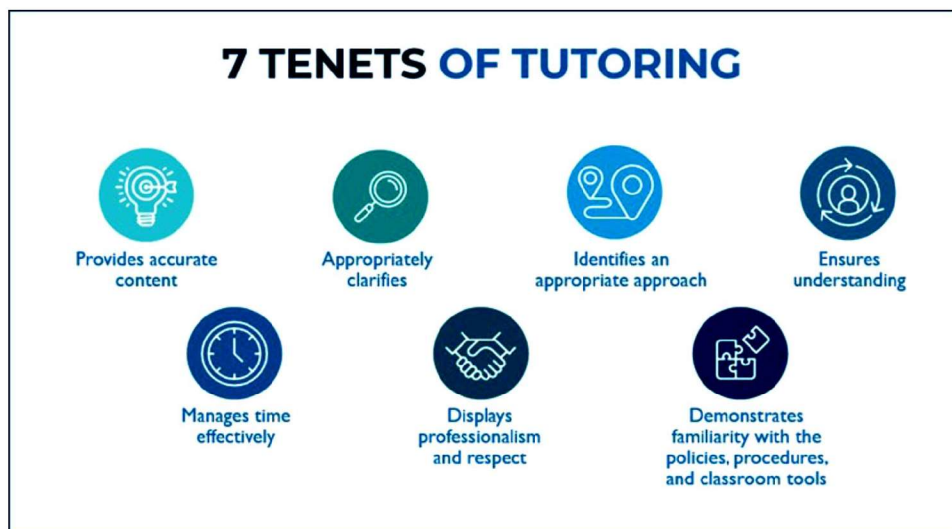 7 TENETS OF TUTORING
Provides accurate
content
Appropriately
clarifies
Identifies an
appropriate approach
Ensures
understanding
Manages time
effectively
Displays
professionalism
and respect
Demonstrates
familiarity with the
policies, procedures,
and classroom tools